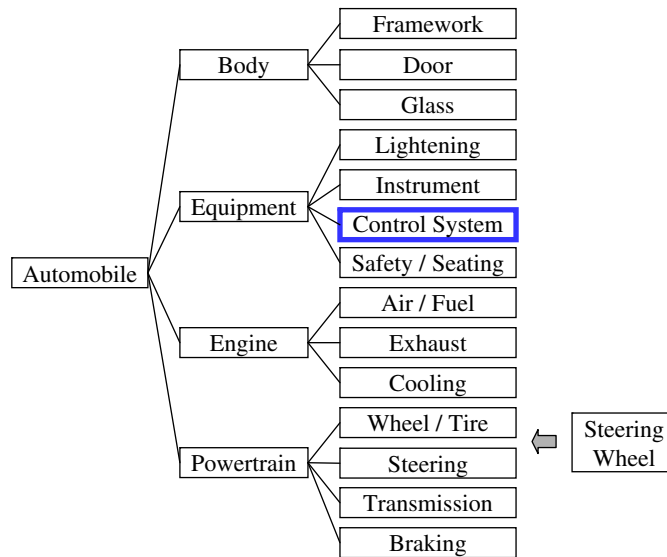 Framework
Body
Door
Glass
Lightening
Instrument
Equipment
Control System
Automobile
Safety / Seating
Air / Fuel
Engine
Exhaust
Cooling
Wheel / Tire
Steering
Wheel
Powertrain
Steering
Transmission
Braking